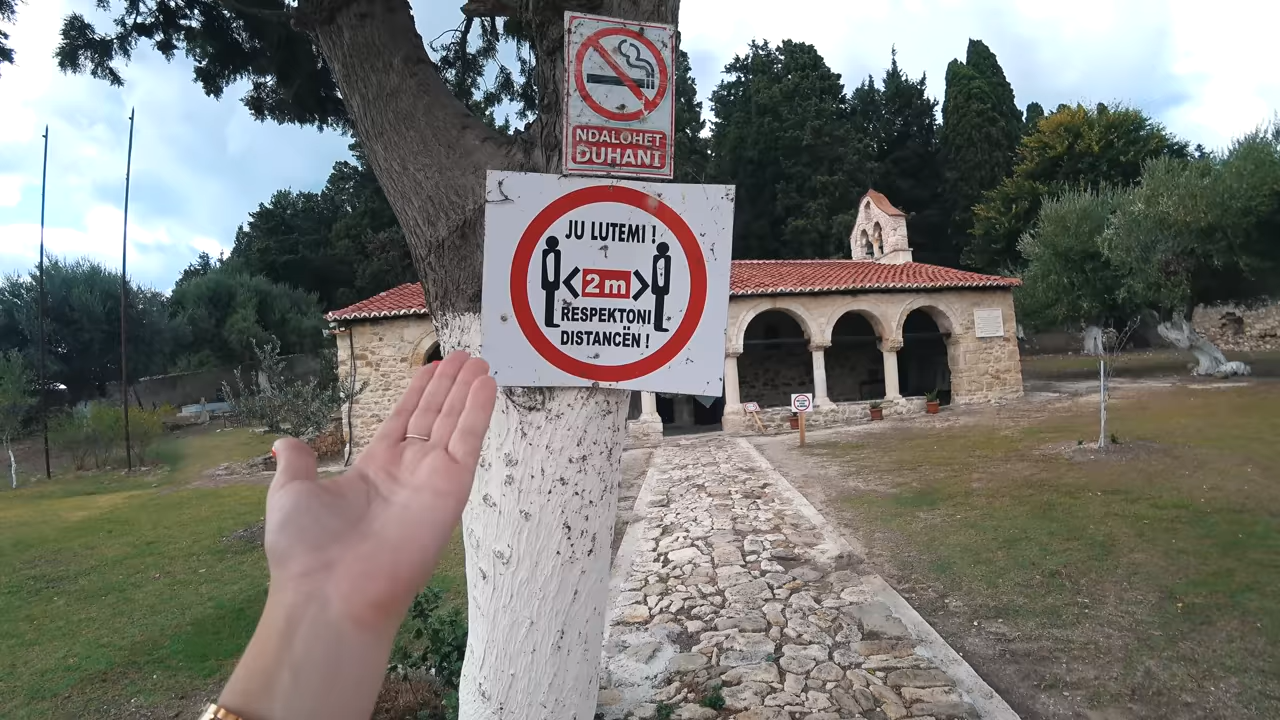 NDALOHET
DUHANI
JU LUTEMI !
<2m>
RESPEKTONI
DISTANCËN !